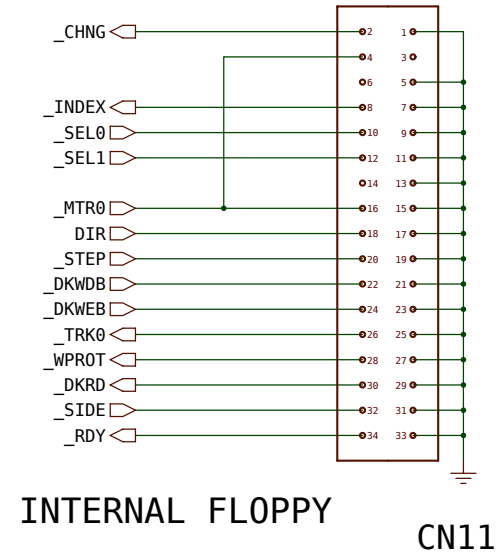 _CHNG 2 1
4 3
6 5
_INDEX 8 7
_SEL0 10 9
_SEL1 12 11
14 13
_MTR0 16 15
DIR 18 17
_STEP 20 19
_DKWDB 22 21
_DKWEB 24 23
_TRK0 26 25
_WPROT 28 27
_DKRD 30 29
_SIDE 32 31
_RDY 34 33
INTERNAL FLOPPY
CN11